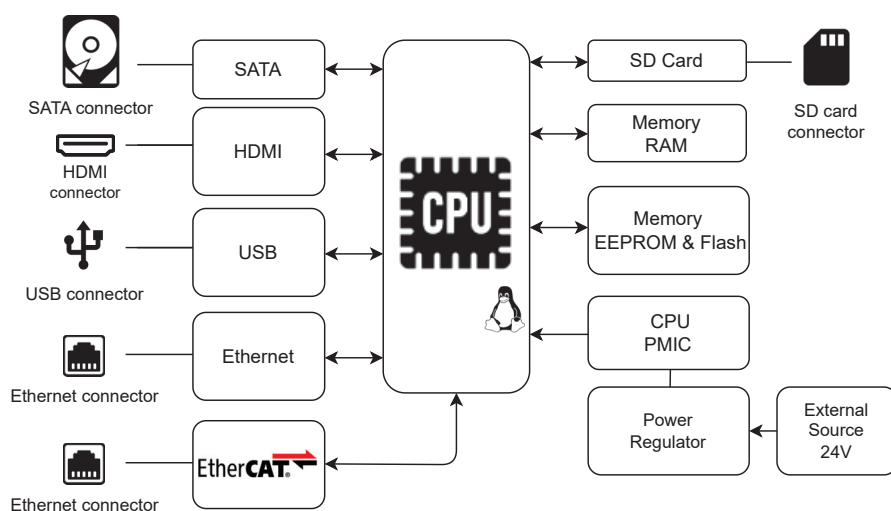 SATA
SATA connector
HDMI
HDMI
connector
USB
USB connector
Ethernet
Ethernet connector
EtherCAT®
Ethernet connector
CPU
SD Card
SD card
connector
Memory
RAM
Memory
EEPROM & Flash
CPU
PMIC
Power
Regulator
External
Source
24V